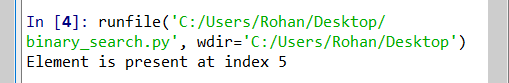 In [4]: runfile('C:/Users/Rohan/Desktop/
binary_search.py', wdir='C:/Users/Rohan/Desktop')
Element is present at index 5